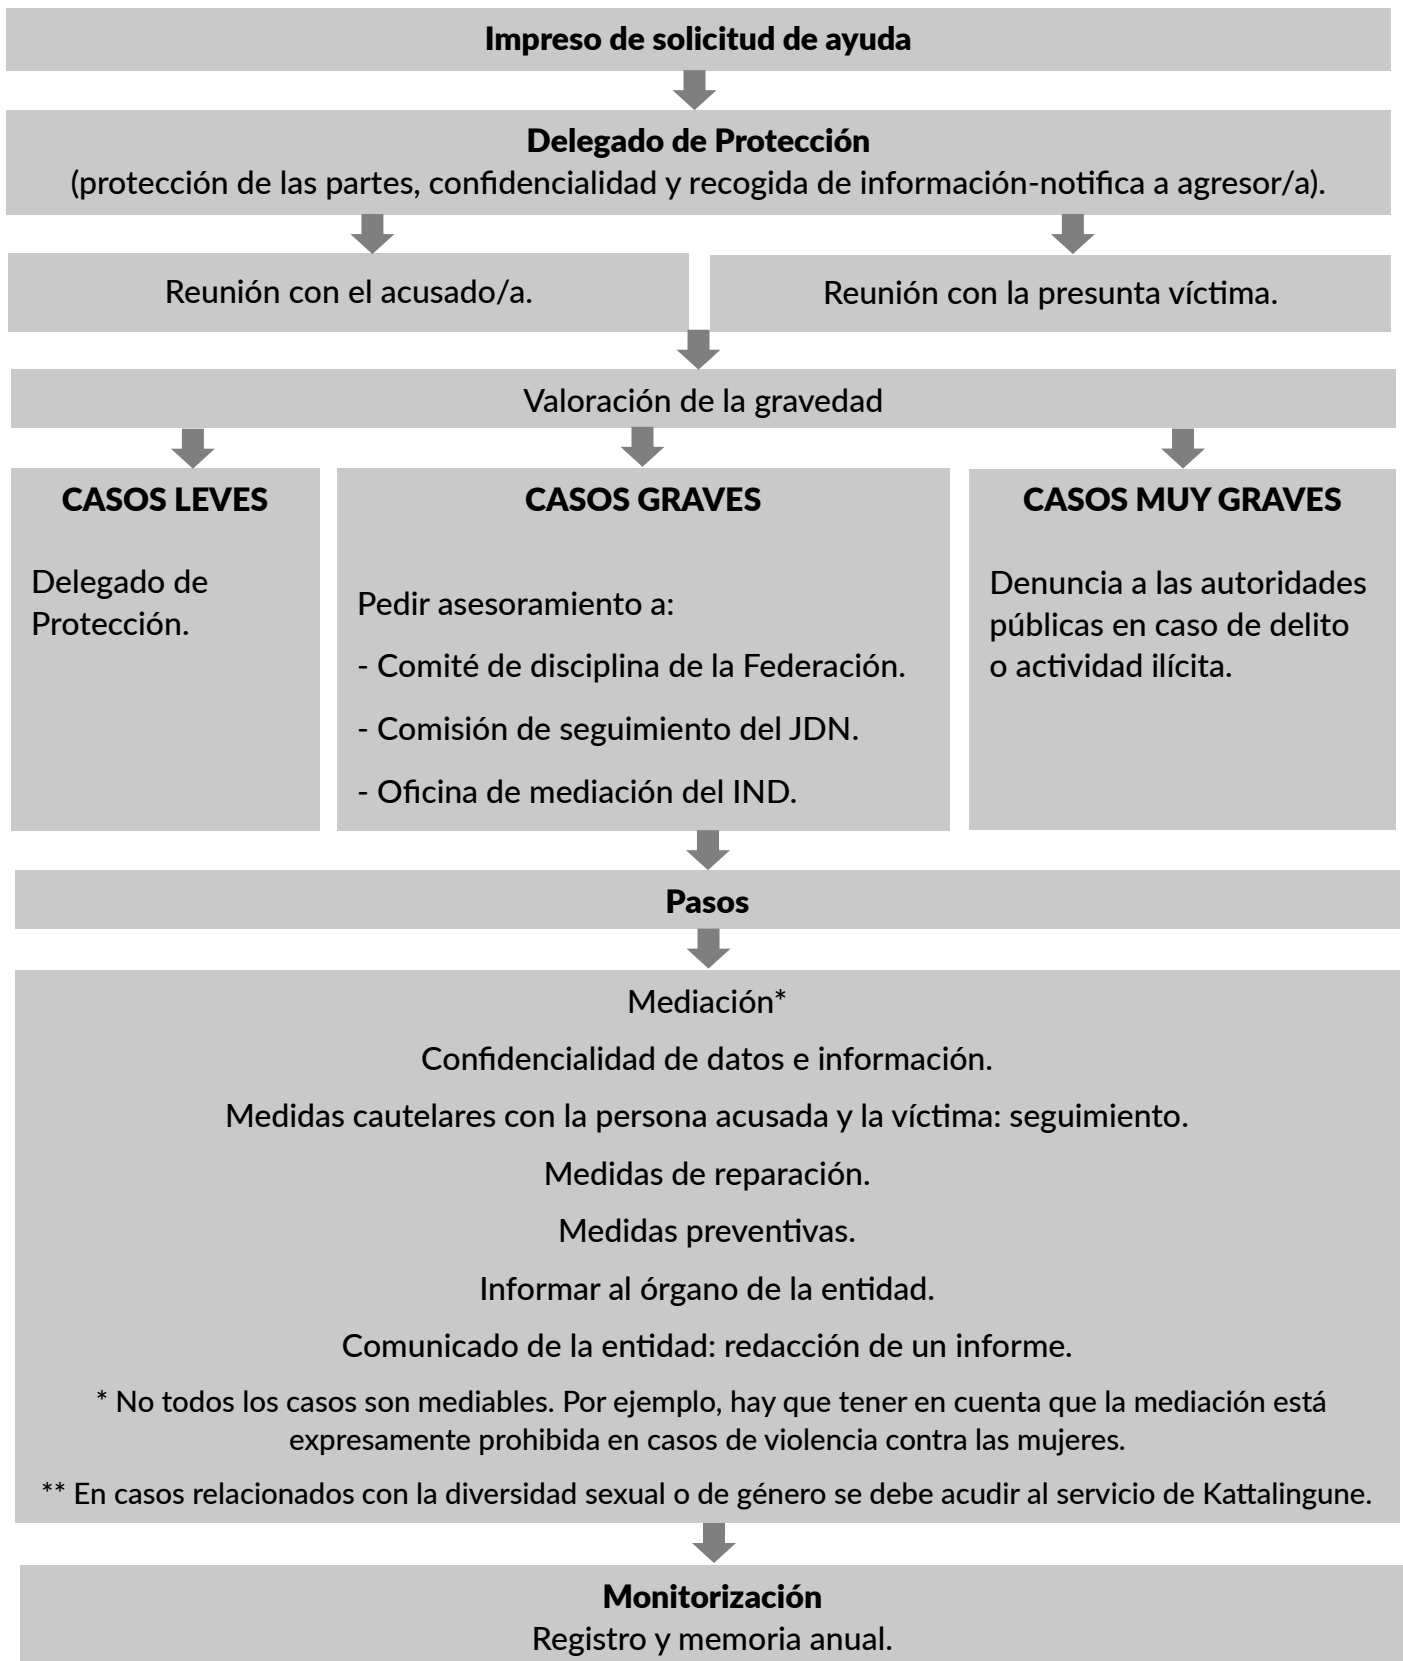 Impreso de solicitud de ayuda
Delegado de Protección
(protección de las partes, confidencialidad y recogida de información-notifica a agresor/a).
Reunión con el acusado/a.
Reunión con la presunta víctima.
Valoración de la gravedad
CASOS LEVES
Delegado de
Protección.
CASOS GRAVES
Pedir asesoramiento a:
- Comité de disciplina de la Federación.
- Comisión de seguimiento del JDN.
- Oficina de mediación del IND.
CASOS MUY GRAVES
Denuncia a las autoridades
públicas en caso de delito
o actividad ilícita.
Pasos
Mediación*
Confidencialidad de datos e información.
Medidas cautelares con la persona acusada y la víctima: seguimiento.
Medidas de reparación.
Medidas preventivas.
Informar al órgano de la entidad.
Comunicado de la entidad: redacción de un informe.
* No todos los casos son mediables. Por ejemplo, hay que tener en cuenta que la mediación está
expresamente prohibida en casos de violencia contra las mujeres.
** En casos relacionados con la diversidad sexual o de género se debe acudir al servicio de Kattalingune.
Monitorización
Registro y memoria anual.